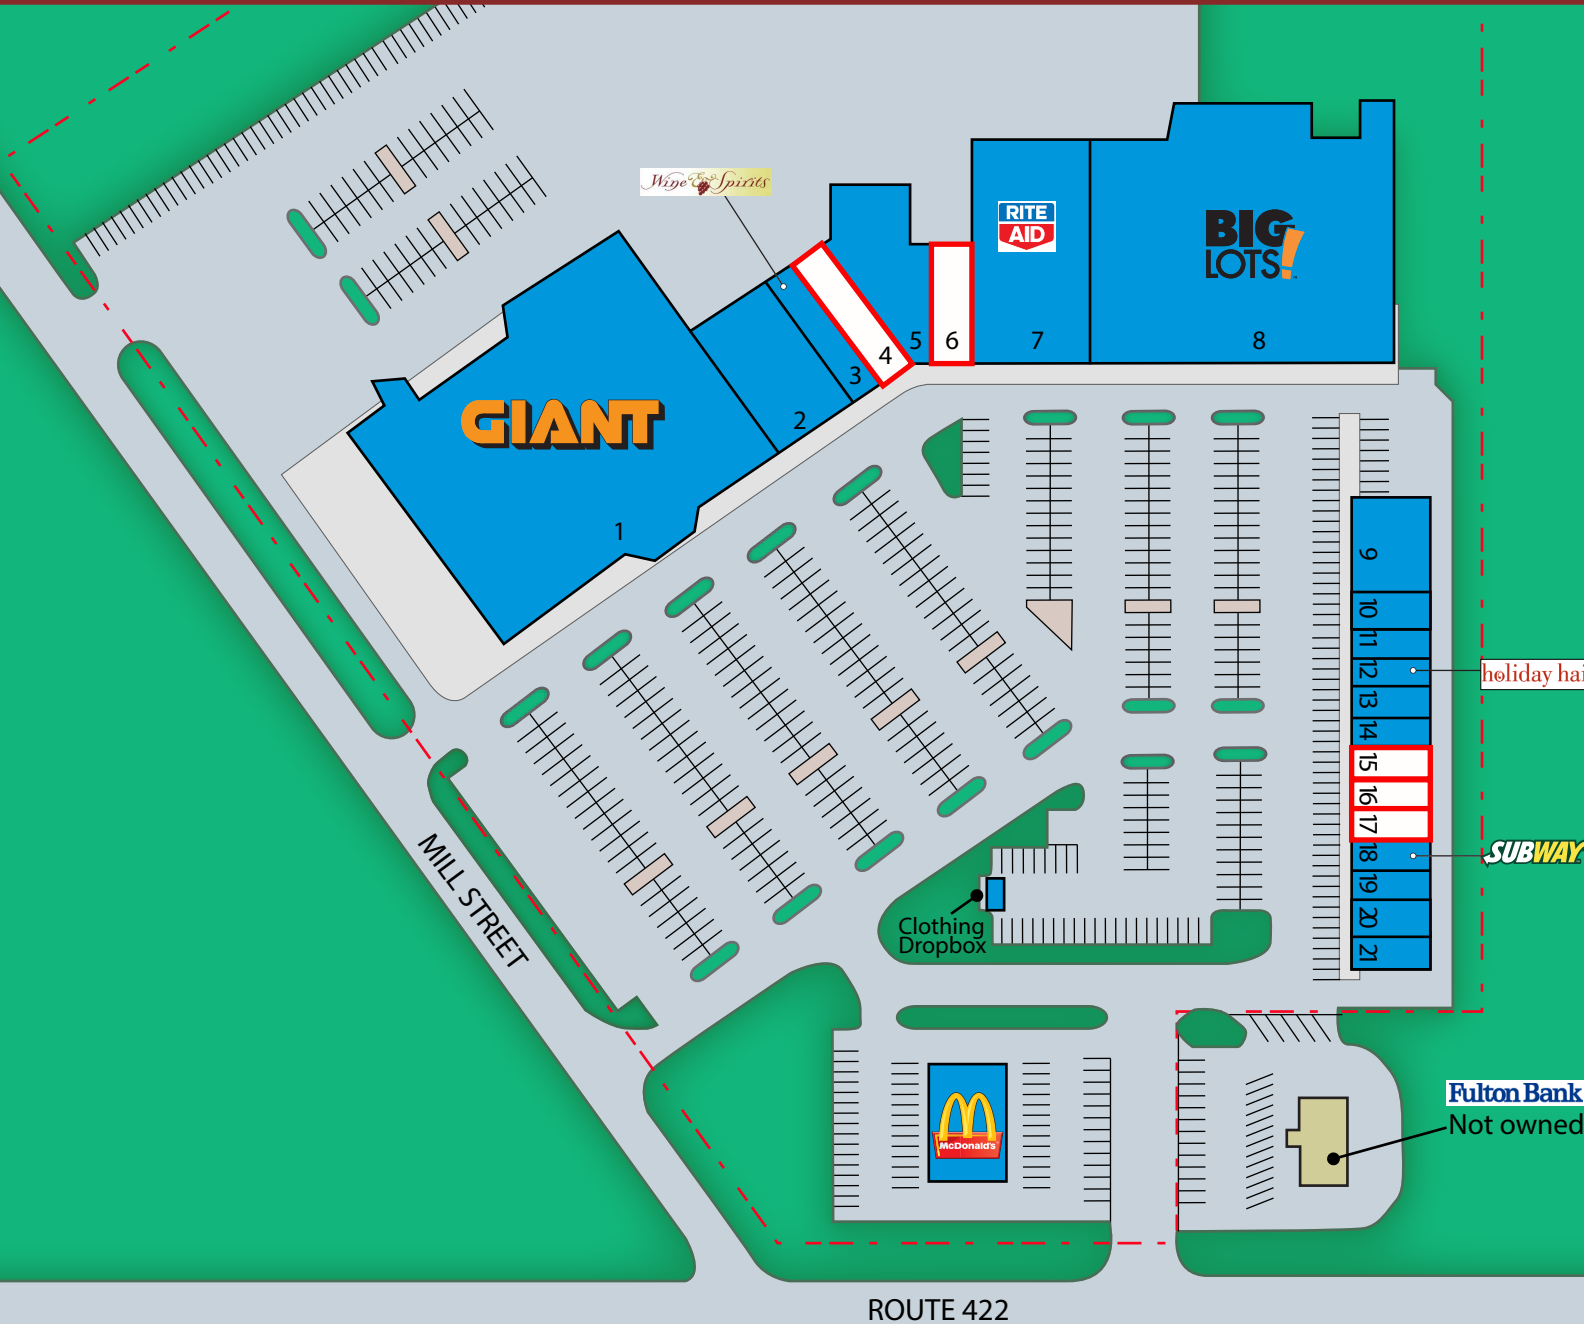 Wine & Spirits
RITE
AID
BIG
LOTS!
GIANT
1
2
3
4
5
6
7
8
9
10
11
12
13
14
15
16
17
18
19
20
21
holiday hai
SUBWAY
MILL STREET
Clothing
Dropbox
McDonald's
Fulton Bank
Not owned
ROUTE 422